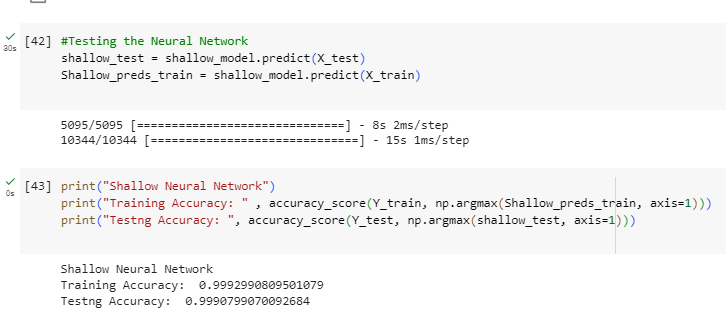 [42] #Testing the Neural Network
shallow_test = shallow_model.predict(X_test)
Shallow_preds_train = shallow_model.predict(X_train)
30s
5095/5095 [==============================] - 8s 2ms/step
10344/10344 [==============================] - 15s 1ms/step
[43] print("Shallow Neural Network")
0s
print("Training Accuracy: " , accuracy_score(Y_train, np.argmax(Shallow_preds_train, axis=1)))
print("Testng Accuracy: ", accuracy_score(Y_test, np.argmax(shallow_test, axis=1)))
Shallow Neural Network
Training Accuracy:  0.9992990809501079
Testng Accuracy:  0.9990799070092684